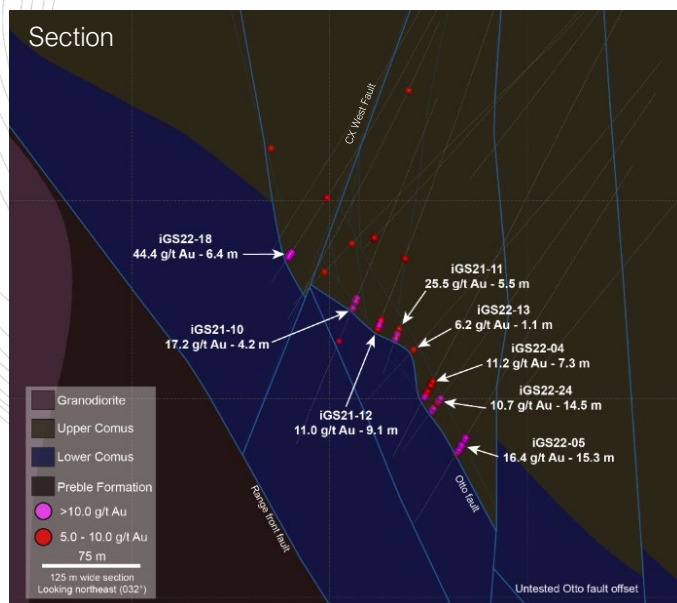 Section
CX West Fault
iGS22-18
44.4 g/t Au - 6.4 m
iGS21-11
25.5 g/t Au - 5.5 m
iGS22-13
6.2 g/t Au - 1.1 m
iGS21-10
17.2 g/t Au - 4.2 m
iGS22-04
11.2 g/t Au - 7.3 m
iGS22-24
10.7 g/t Au - 14.5 m
iGS21-12
11.0 g/t Au - 9.1 m
iGS22-05
16.4 g/t Au - 15.3 m
Otto fault
Range front fault
Granodiorite
Upper Comus
Lower Comus
Preble Formation
>10.0 g/t Au
5.0 - 10.0 g/t Au
75 m
125 m wide section
Looking northeast (032°)
Untested Otto fault offset